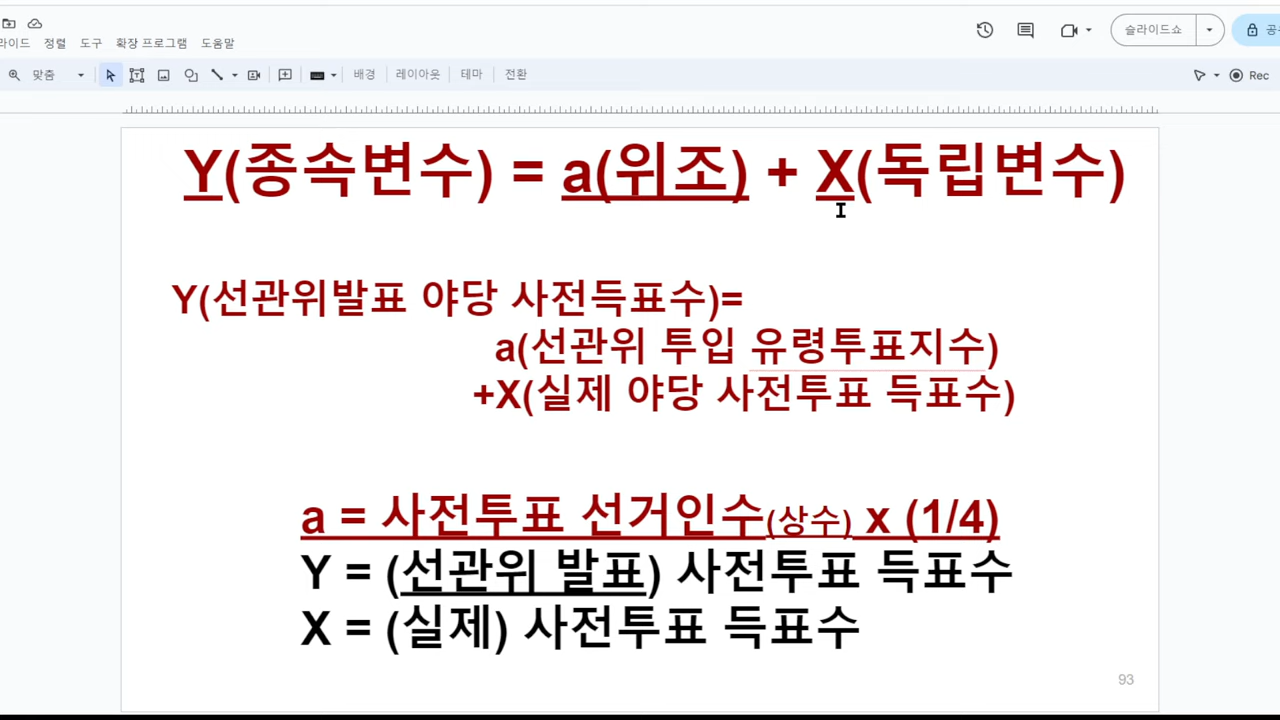 라이드 정렬 도구 확장 프로그램 도움말
슬라이드쇼
맞춤 배경 레이아웃 테마 전환 Rec
Y(종속변수) = a(위조) + X(독립변수)
Y(선관위발표 야당 사전득표수)=
a(선관위 투입 유령투표지수)
+X(실제 야당 사전투표 득표수)
a = 사전투표 선거인수(상수) x (1/4)
Y = (선관위 발표) 사전투표 득표수
X = (실제) 사전투표 득표수
93